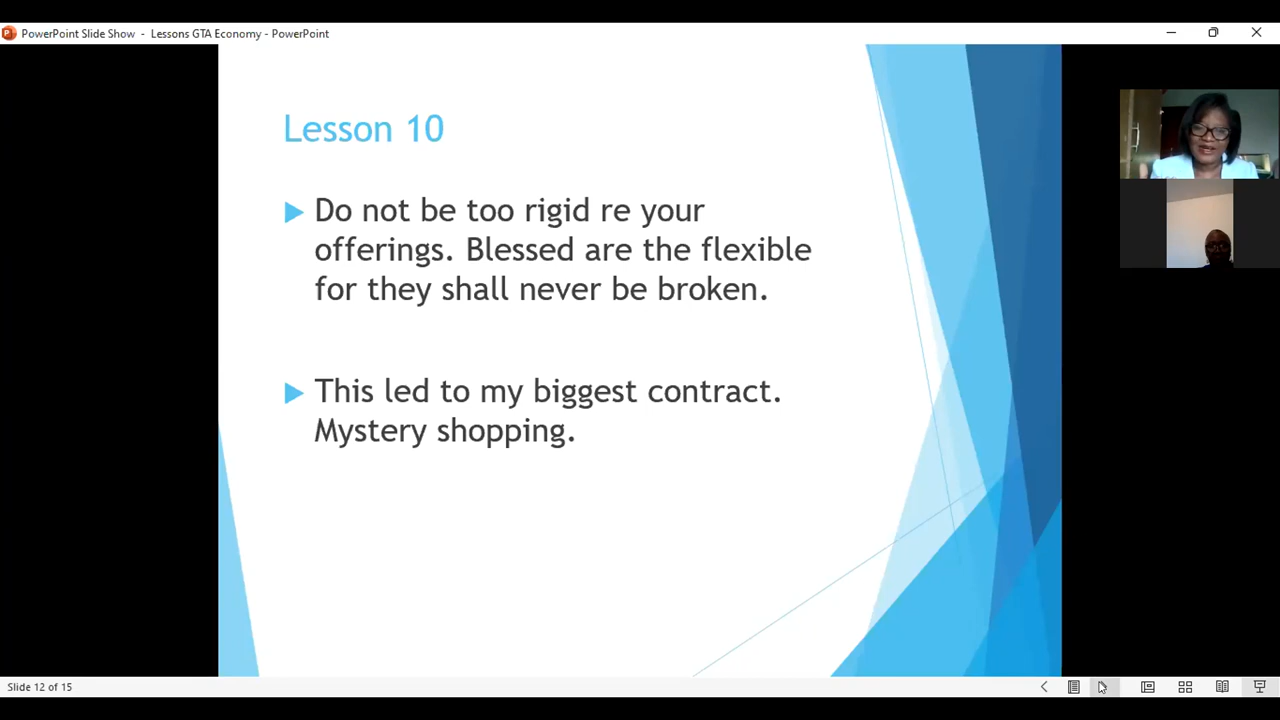 PowerPoint Slide Show - Lessons GTA Economy - PowerPoint
Lesson 10
Do not be too rigid re your
offerings. Blessed are the flexible
for they shall never be broken.
This led to my biggest contract.
Mystery shopping.
Slide 12 of 15